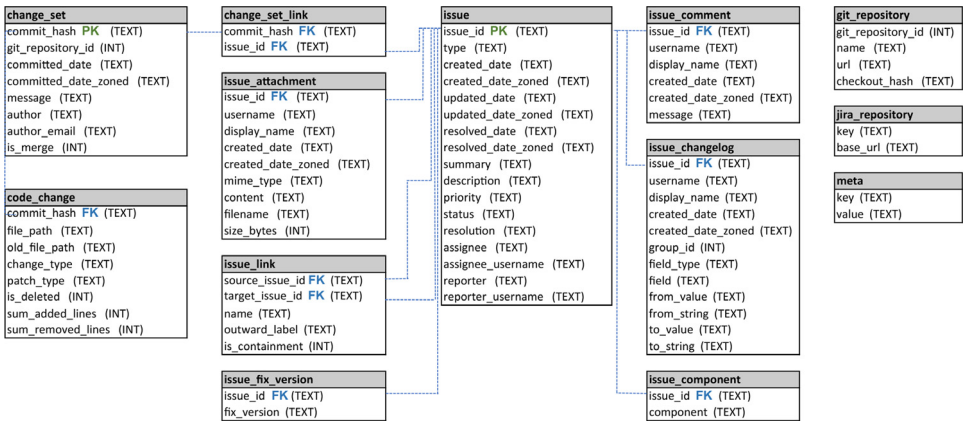 change_set
commit_hash PK (TEXT)
git_repository_id (INT)
committed_date (TEXT)
committed_date_zoned (TEXT)
message (TEXT)
author (TEXT)
author_email (TEXT)
is_merge (INT)
code_change
commit_hash FK (TEXT)
file_path (TEXT)
old_file_path (TEXT)
change_type (TEXT)
patch_type (TEXT)
is_deleted (INT)
sum_added_lines (INT)
sum_removed_lines (INT)
change_set_link
commit_hash FK (TEXT)
issue_id FK (TEXT)
issue_attachment
issue_id FK (TEXT)
username (TEXT)
display_name (TEXT)
created_date (TEXT)
created_date_zoned (TEXT)
mime_type (TEXT)
content (TEXT)
filename (TEXT)
size_bytes (INT)
issue_link
source_issue_id FK (TEXT)
target_issue_id FK (TEXT)
name (TEXT)
outward_label (TEXT)
is_containment (INT)
issue_fix_version
issue_id FK (TEXT)
fix_version (TEXT)
issue
issue_id PK (TEXT)
type (TEXT)
created_date (TEXT)
created_date_zoned (TEXT)
updated_date (TEXT)
updated_date_zoned (TEXT)
resolved_date (TEXT)
resolved_date_zoned (TEXT)
summary (TEXT)
description (TEXT)
priority (TEXT)
status (TEXT)
resolution (TEXT)
assignee (TEXT)
assignee_username (TEXT)
reporter (TEXT)
reporter_username (TEXT)
issue_comment
issue_id FK (TEXT)
username (TEXT)
display_name (TEXT)
created_date (TEXT)
created_date_zoned (TEXT)
message (TEXT)
issue_changelog
issue_id FK (TEXT)
username (TEXT)
display_name (TEXT)
created_date (TEXT)
created_date_zoned (TEXT)
group_id (INT)
field_type (TEXT)
field (TEXT)
from_value (TEXT)
from_string (TEXT)
to_value (TEXT)
to_string (TEXT)
issue_component
issue_id FK (TEXT)
component (TEXT)
git_repository
git_repository_id (INT)
name (TEXT)
url (TEXT)
checkout_hash (TEXT)
jira_repository
key (TEXT)
base_url (TEXT)
meta
key (TEXT)
value (TEXT)